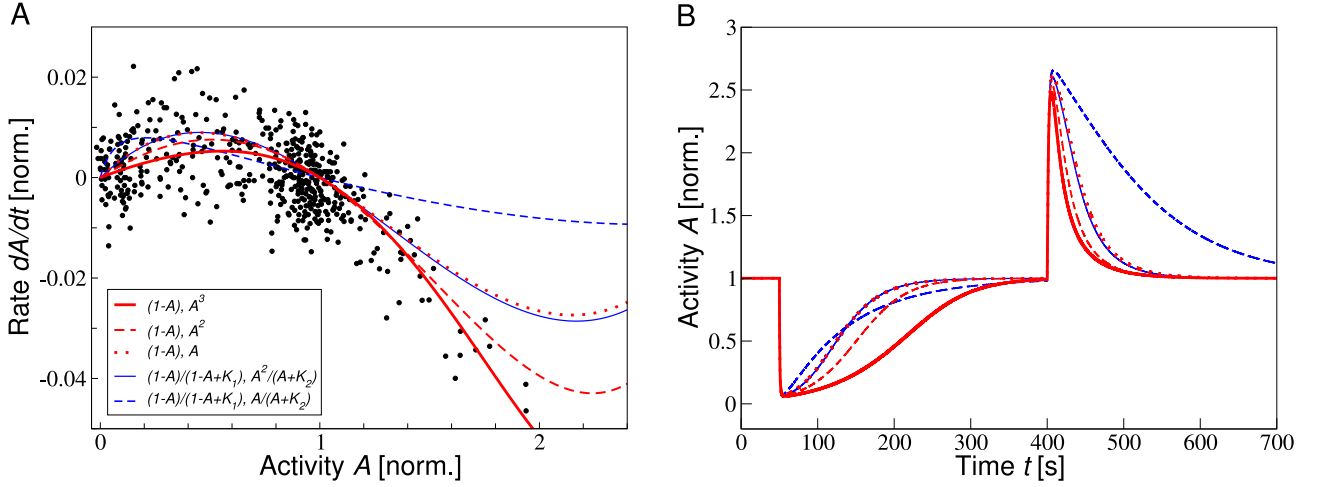 A
Rate dA/dt [norm.]
0.02
0
-0.02
-0.04
(1-A), A³
(1-A), A²
(1-A), A
(1-A)/(1-A+K₁), A²/(A+K₂)
(1-A)/(1-A+K₁), A/(A+K₂)
0 1 2
Activity A [norm.]
B
Activity A [norm.]
3
2.5
2
1.5
1
0.5
0
0 100 200 300 400 500 600 700
Time t [s]